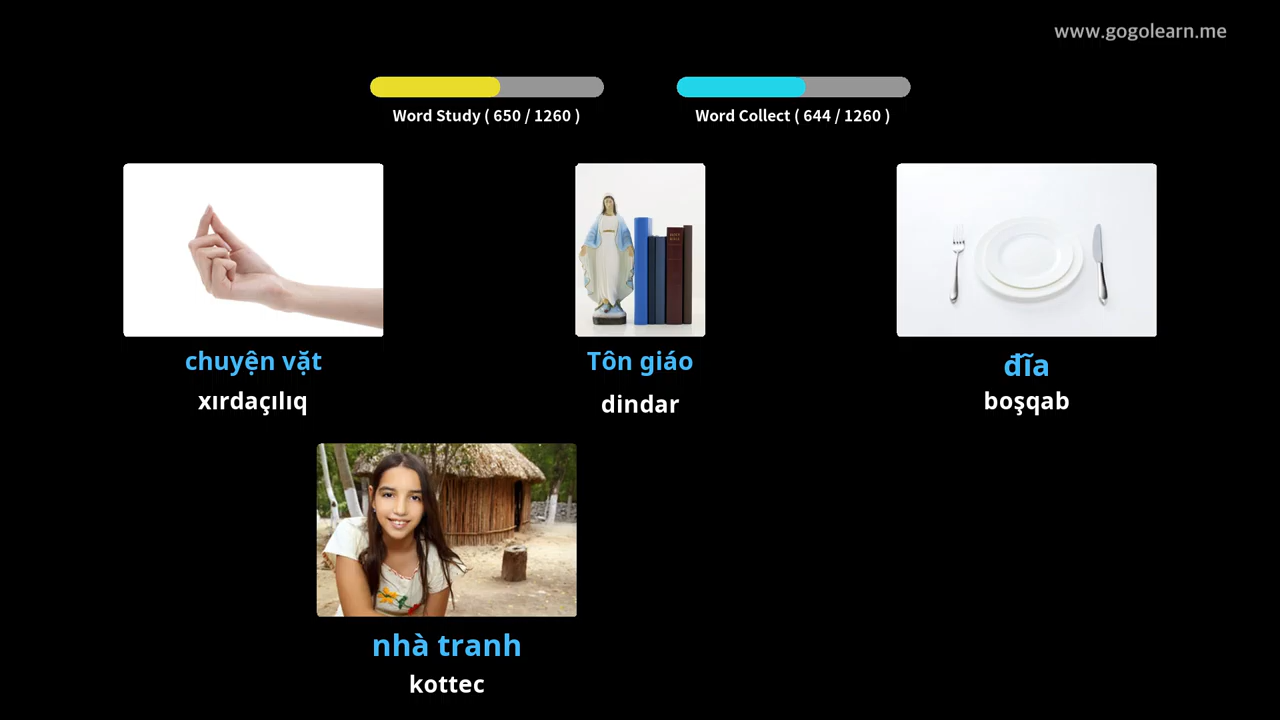 www.gogolearn.me
Word Study ( 650 / 1260 )
Word Collect ( 644 / 1260 )
chuyện vặt
xırdaçılıq
Tôn giáo
dindar
đĩa
boşqab
nhà tranh
kottec